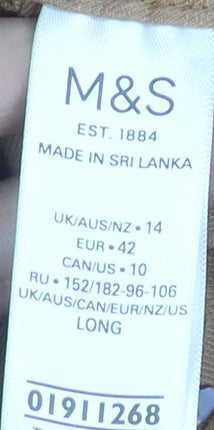 M&S
EST. 1884
MADE IN SRI LANKA
UK/AUS/NZ • 14
EUR • 42
CAN/US • 10
RU • 152/182-96-106
UK/AUS/CAN/EUR/NZ/US
LONG
01911268